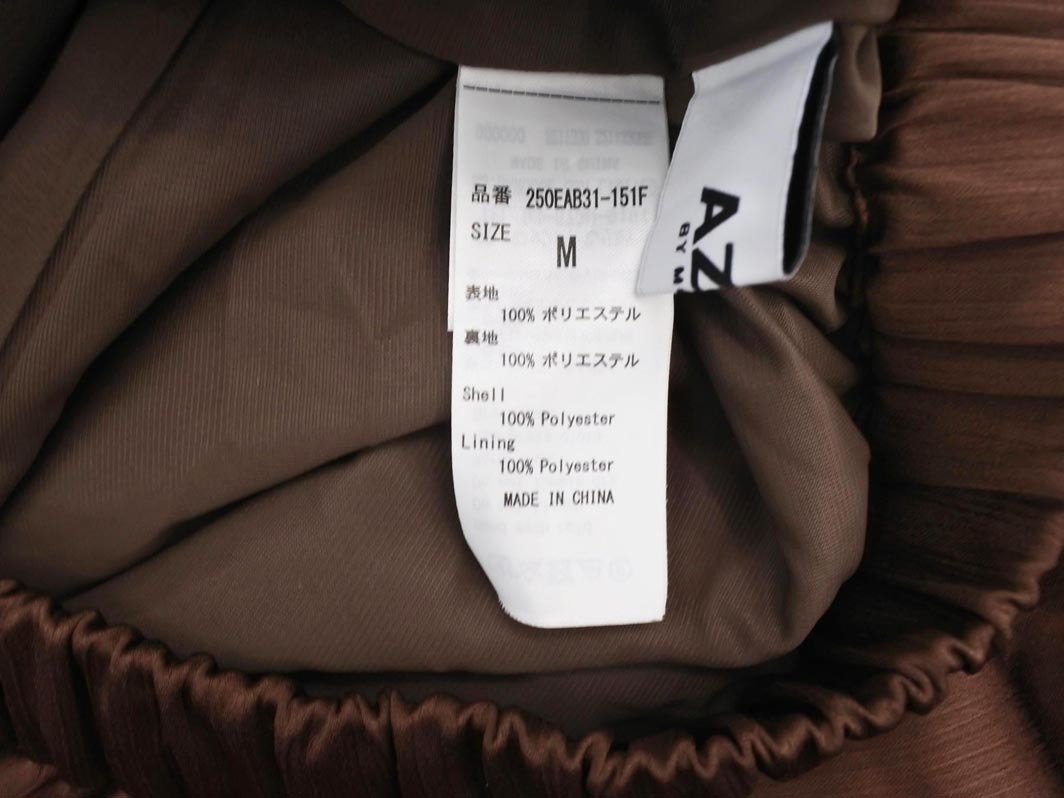 品番 250EAB31-151F
SIZE
M
表地
100% ポリエステル
裏地
100% ポリエステル
Shell
100% Polyester
Lining
100% Polyester
MADE IN CHINA
AZ
BY M